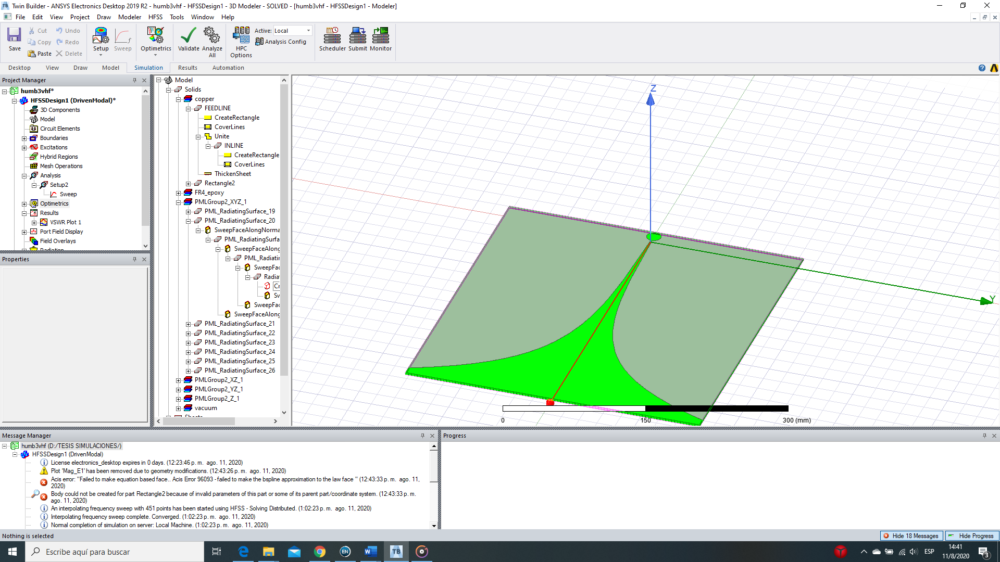 Twin Builder - ANSYS Electronics Desktop 2019 R2 - humb3vhf - HFSSDesign1 - 3D Modeler - SOLVED - [humb3vhf - HFSSDesign1 - Modeler]
File Edit View Project Draw Modeler HFSS Tools Window Help
Save
Cut
Copy
Paste
Undo
Redo
Delete
Setup
Sweep
Optimetrics
Validate
Analyze All
HPC Options
Active: Local
Analysis Config
Scheduler
Submit
Monitor
Desktop View Draw Model Simulation Results Automation
Project Manager
humb3vhf*
HFSSDesign1 (DrivenModal)*
3D Components
Model
Circuit Elements
Boundaries
Excitations
Hybrid Regions
Mesh Operations
Analysis
Setup2
Sweep
Optimetrics
Results
VSWR Plot 1
Port Field Display
Field Overlays
Radiation
Properties
Model
Solids
copper
FEEDLINE
CreateRectangle
CoverLines
Unite
INLINE
CreateRectangle
CoverLines
ThickenSheet
Rectangle2
FR4_epoxy
PMLGroup2_XYZ_1
PML_RadiatingSurface_19
PML_RadiatingSurface_20
SweepFaceAlongNorma
PML_RadiatingSurfa
SweepFaceAlong
PML_Radiatin
SweepFac
Radia
Cr
Sw
SweepFac
SweepFaceAlong
PML_RadiatingSurface_21
PML_RadiatingSurface_22
PML_RadiatingSurface_23
PML_RadiatingSurface_24
PML_RadiatingSurface_25
PML_RadiatingSurface_26
PMLGroup2_XZ_1
PMLGroup2_YZ_1
PMLGroup2_Z_1
vacuum
Sheets
Z
Y
0 150 300 (mm)
Message Manager
humb3vhf (D:/TESIS SIMULACIONES/)
HFSSDesign1 (DrivenModal)
License electronics_desktop expires in 0 days. (12:23:46 p. m. ago. 11, 2020)
Plot 'Mag_E1' has been removed due to geometry modifications. (12:43:26 p. m. ago. 11, 2020)
Acis error: "Failed to make equation based face.. Acis Error 96093 - failed to make the bspline approximation to the law face " (12:43:33 p. m. ago. 11,
2020)
Body could not be created for part Rectangle2 because of invalid parameters of this part or some of its parent part/coordinate system. (12:43:33 p. m.
ago. 11, 2020)
An interpolating frequency sweep with 451 points has been started using HFSS - Solving Distributed. (1:02:23 p. m. ago. 11, 2020)
Interpolating frequency sweep complete. Converged. (1:02:23 p. m. ago. 11, 2020)
Normal completion of simulation on server: Local Machine. (1:02:23 p. m. ago. 11, 2020)
Progress
Nothing is selected
Hide 18 Messages
Hide Progress
Escribe aquí para buscar
EN
TB
ESP
14:41
11/8/2020
3